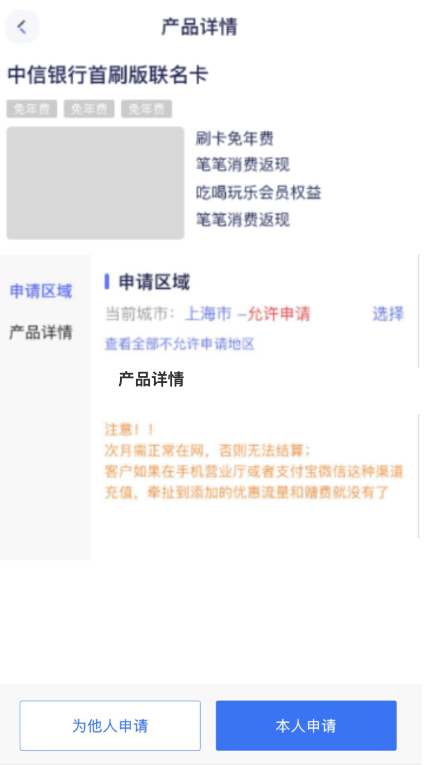 产品详情
中信银行首刷版联名卡
免年费 免年费 免年费
刷卡免年费
笔笔消费返现
吃喝玩乐会员权益
笔笔消费返现
申请区域
产品详情
申请区域
当前城市：上海市 –允许申请 选择
查看全部不允许申请地区
产品详情
注意！！
次月需正常在网，否则无法结算；
客户如果在手机营业厅或者支付宝微信这种渠道
充值，牵扯到添加的优惠流量和赠费就没有了
为他人申请
本人申请